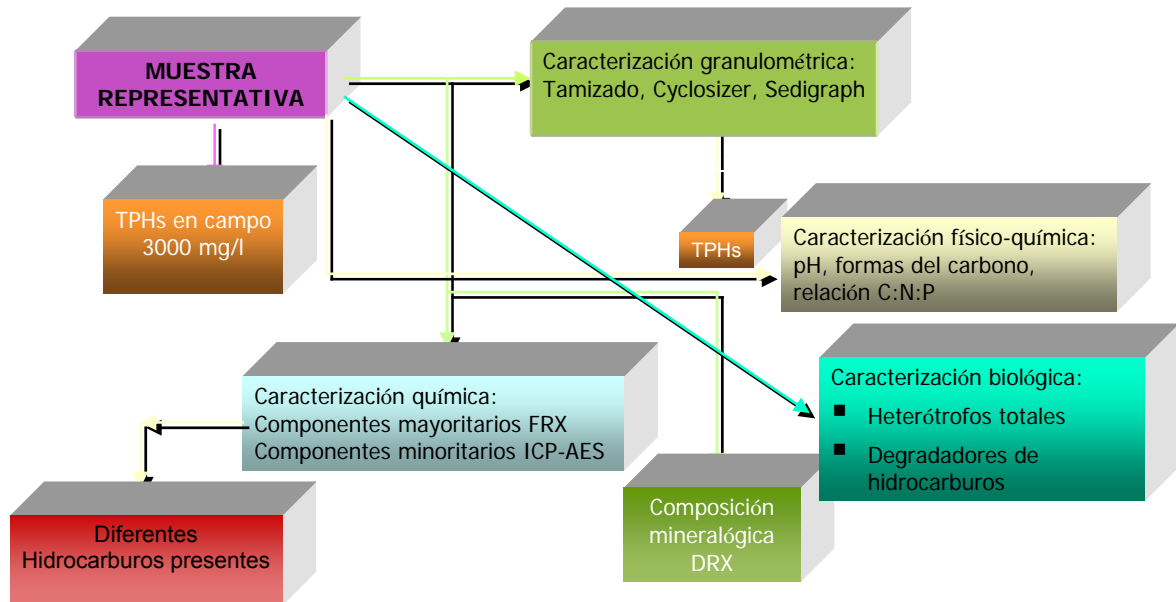 MUESTRA
REPRESENTATIVA
Caracterización granulométrica:
Tamizado, Cyclosizer, Sedigraph
TPHs en campo
3000 mg/l
TPHs
Caracterización físico-química:
pH, formas del carbono,
relación C:N:P
Caracterización química:
Componentes mayoritarios FRX
Componentes minoritarios ICP-AES
Caracterización biológica:
▪ Heterótrofos totales
▪ Degradadores de
hidrocarburos
Diferentes
Hidrocarburos presentes
Composición
mineralógica
DRX